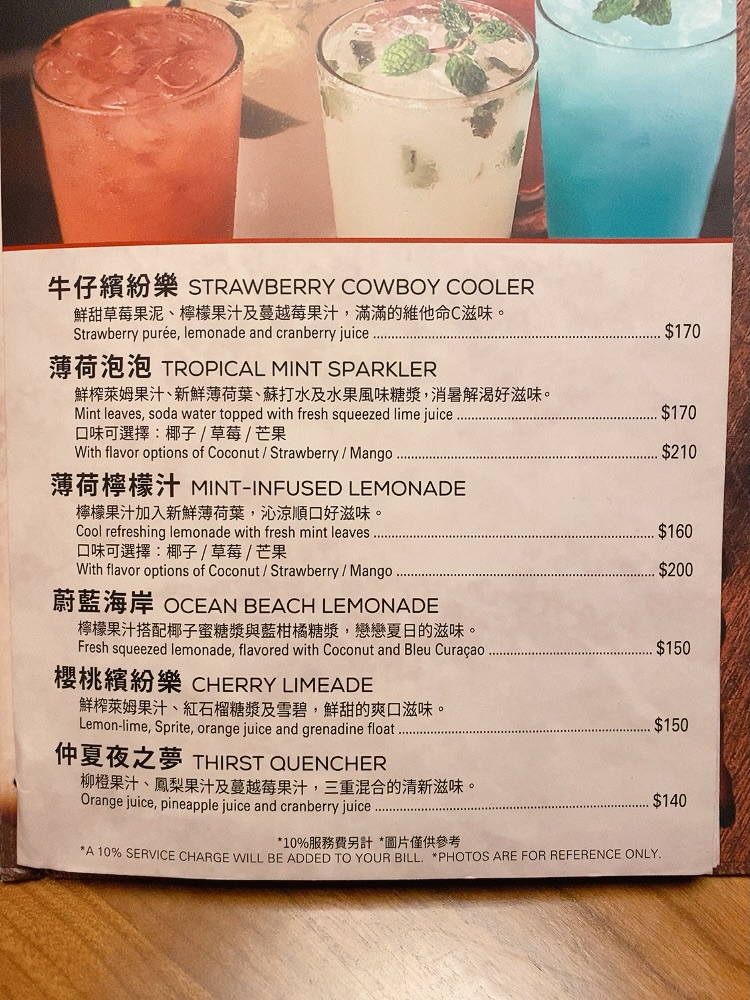 牛仔繽紛樂 STRAWBERRY COWBOY COOLER
鮮甜草莓果泥、檸檬果汁及蔓越莓果汁，滿滿的維他命C滋味。
Strawberry purée, lemonade and cranberry juice ........ $170
薄荷泡泡 TROPICAL MINT SPARKLER
鮮榨萊姆果汁、新鮮薄荷葉、蘇打水及水果風味糖漿，消暑解渴好滋味。
Mint leaves, soda water topped with fresh squeezed lime juice ........ $170
口味可選擇：椰子 / 草莓 / 芒果
With flavor options of Coconut / Strawberry / Mango ........ $210
薄荷檸檬汁 MINT-INFUSED LEMONADE
檸檬果汁加入新鮮薄荷葉，沁涼順口好滋味。
Cool refreshing lemonade with fresh mint leaves ........ $160
口味可選擇：椰子 / 草莓 / 芒果
With flavor options of Coconut / Strawberry / Mango ........ $200
蔚藍海岸 OCEAN BEACH LEMONADE
檸檬果汁搭配椰子蜜糖漿與藍柑橘糖漿，戀戀夏日的滋味。
Fresh squeezed lemonade, flavored with Coconut and Bleu Curaçao ........ $150
櫻桃繽紛樂 CHERRY LIMEADE
鮮榨萊姆果汁、紅石榴糖漿及雪碧，鮮甜的爽口滋味。
Lemon-lime, Sprite, orange juice and grenadine float ........ $150
仲夏夜之夢 THIRST QUENCHER
柳橙果汁、鳳梨果汁及蔓越莓果汁，三重混合的清新滋味。
Orange juice, pineapple juice and cranberry juice ........ $140
*10%服務費另計 *圖片僅供參考
*A 10% SERVICE CHARGE WILL BE ADDED TO YOUR BILL. *PHOTOS ARE FOR REFERENCE ONLY.